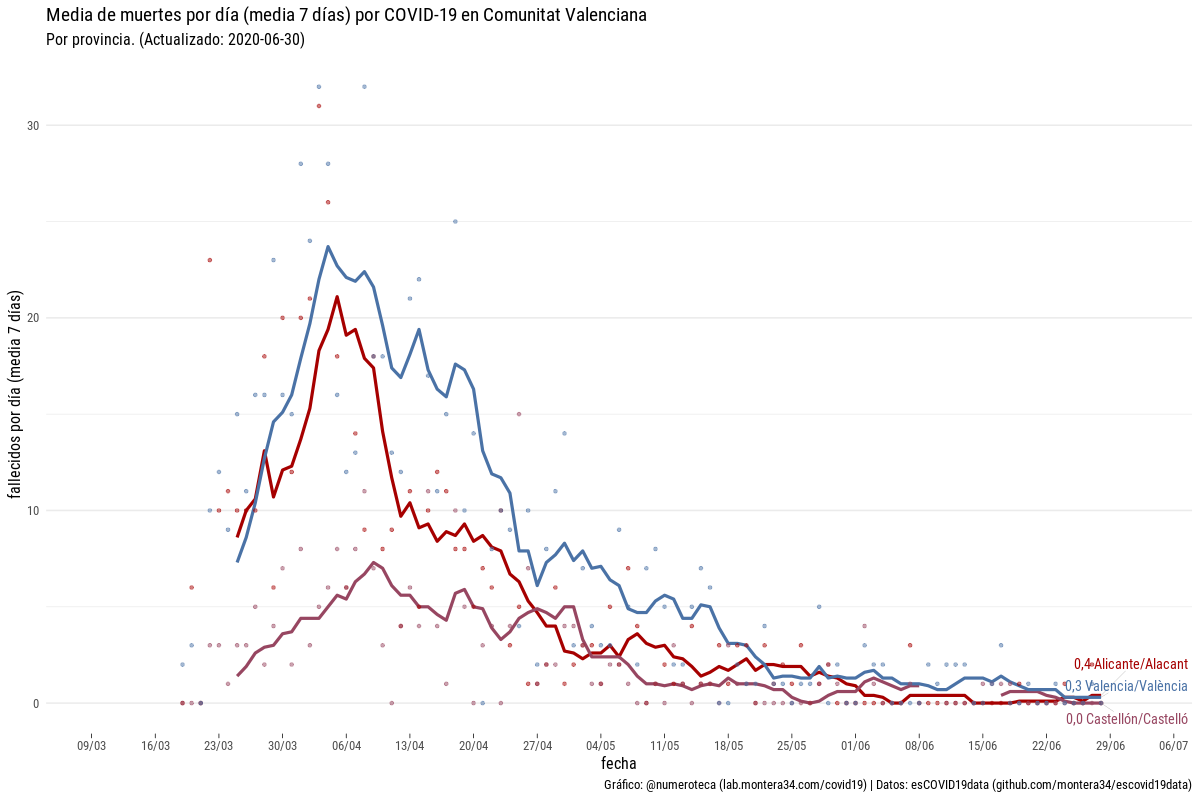 Media de muertes por día (media 7 días) por COVID-19 en Comunitat Valenciana
Por provincia. (Actualizado: 2020-06-30)
fallecidos por día (media 7 días)
30
20
10
0
0,4 Alicante/Alacant
0,3 Valencia/València
0,0 Castellón/Castelló
09/03 16/03 23/03 30/03 06/04 13/04 20/04 27/04 04/05 11/05 18/05 25/05 01/06 08/06 15/06 22/06 29/06 06/07
fecha
Gráfico: @numeroteca (lab.montera34.com/covid19) | Datos: esCOVID19data (github.com/montera34/escovid19data)